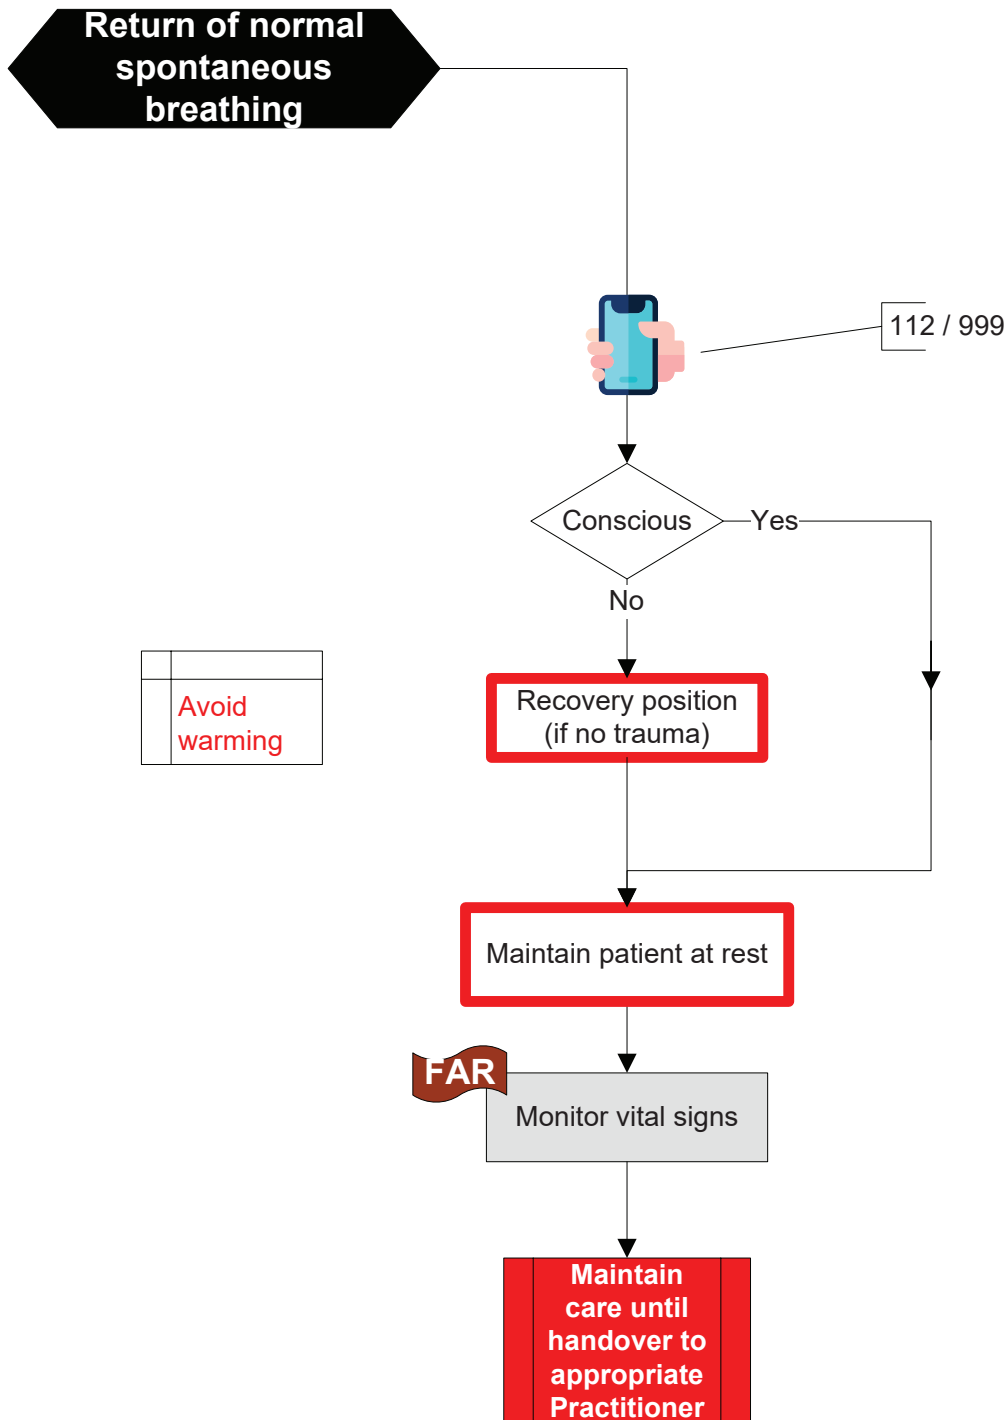 Return of normal
spontaneous
breathing
112 / 999
Conscious
Yes
No
Recovery position
(if no trauma)
Avoid
warming
Maintain patient at rest
FAR
Monitor vital signs
Maintain
care until
handover to
appropriate
Practitioner